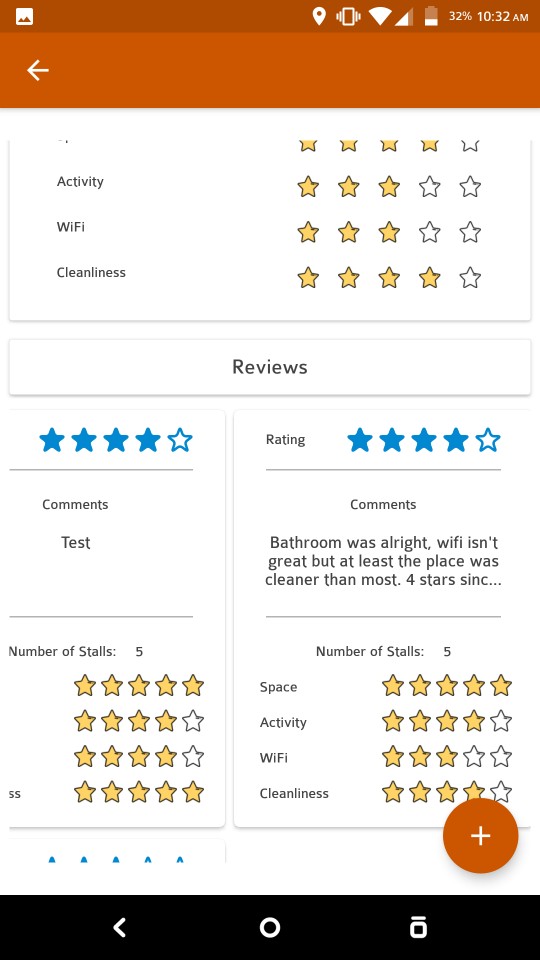 32% 10:32 AM
Activity
WiFi
Cleanliness
Reviews
Comments
Test
Number of Stalls: 5
ss
Rating
Comments
Bathroom was alright, wifi isn't
great but at least the place was
cleaner than most. 4 stars sinc...
Number of Stalls: 5
Space
Activity
WiFi
Cleanliness